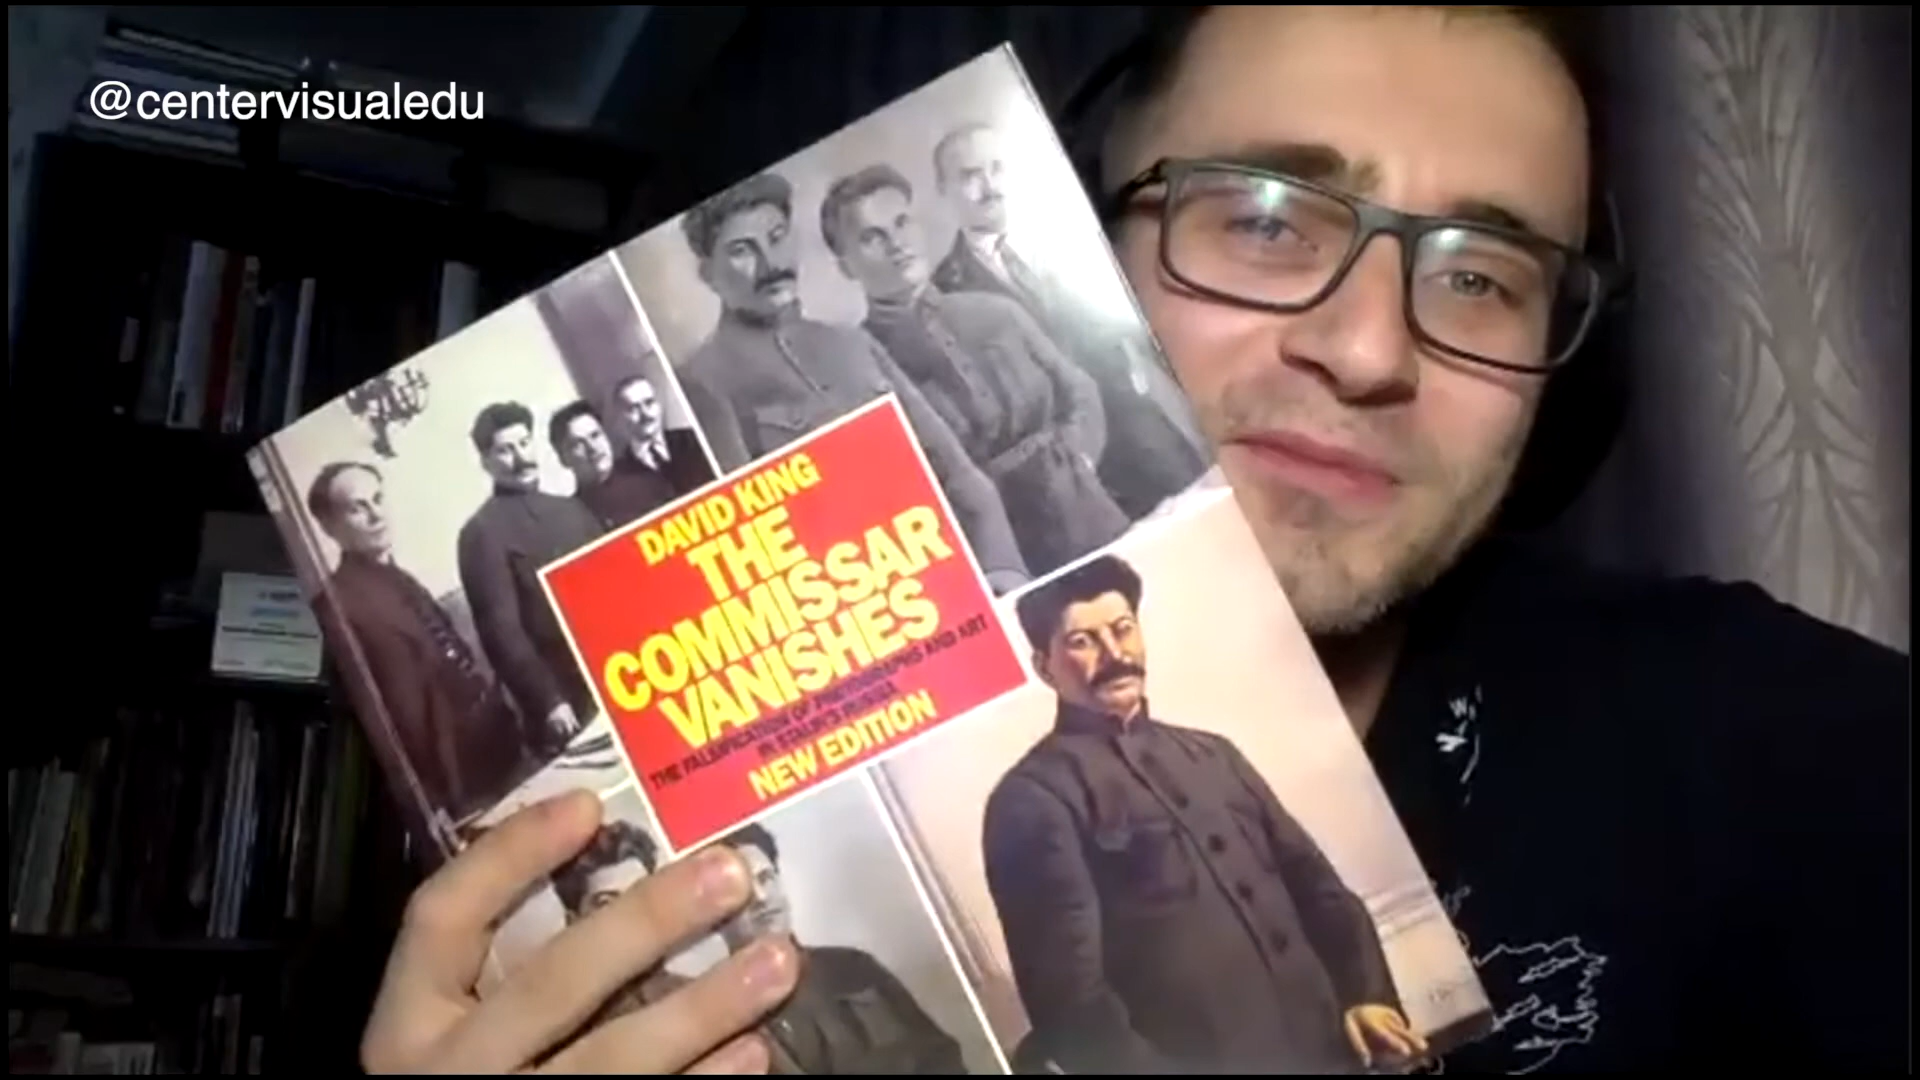 @centervisualedu
DAVID KING
THE
COMMISSAR
VANISHES
THE FALSIFICATION OF PHOTOGRAPHS AND ART
IN STALIN'S RUSSIA
NEW EDITION